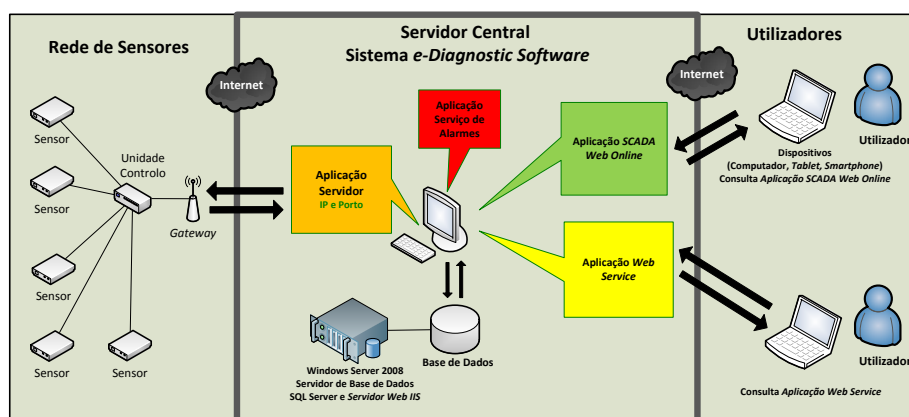 Rede de Sensores
Sensor
Sensor
Sensor
Sensor
Sensor
Unidade
Controlo
Gateway
Internet
Servidor Central
Sistema e-Diagnostic Software
Aplicação
Serviço de
Alarmes
Aplicação
Servidor
IP e Porto
Aplicação SCADA
Web Online
Aplicação Web
Service
Windows Server 2008
Servidor de Base de Dados
SQL Server e Servidor Web IIS
Base de Dados
Internet
Utilizadores
Utilizador
Dispositivos
(Computador, Tablet, Smartphone)
Consulta Aplicação SCADA Web Online
Utilizador
Consulta Aplicação Web Service